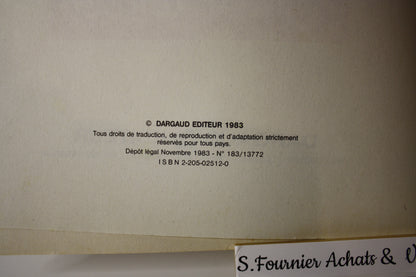 © DARGAUD EDITEUR 1983
Tous droits de traduction, de reproduction et d'adaptation strictement
réservés pour tous pays.
Dépôt légal Novembre 1983 - N° 183/13772
ISBN 2-205-02512-0
S.Fournier Achats & V